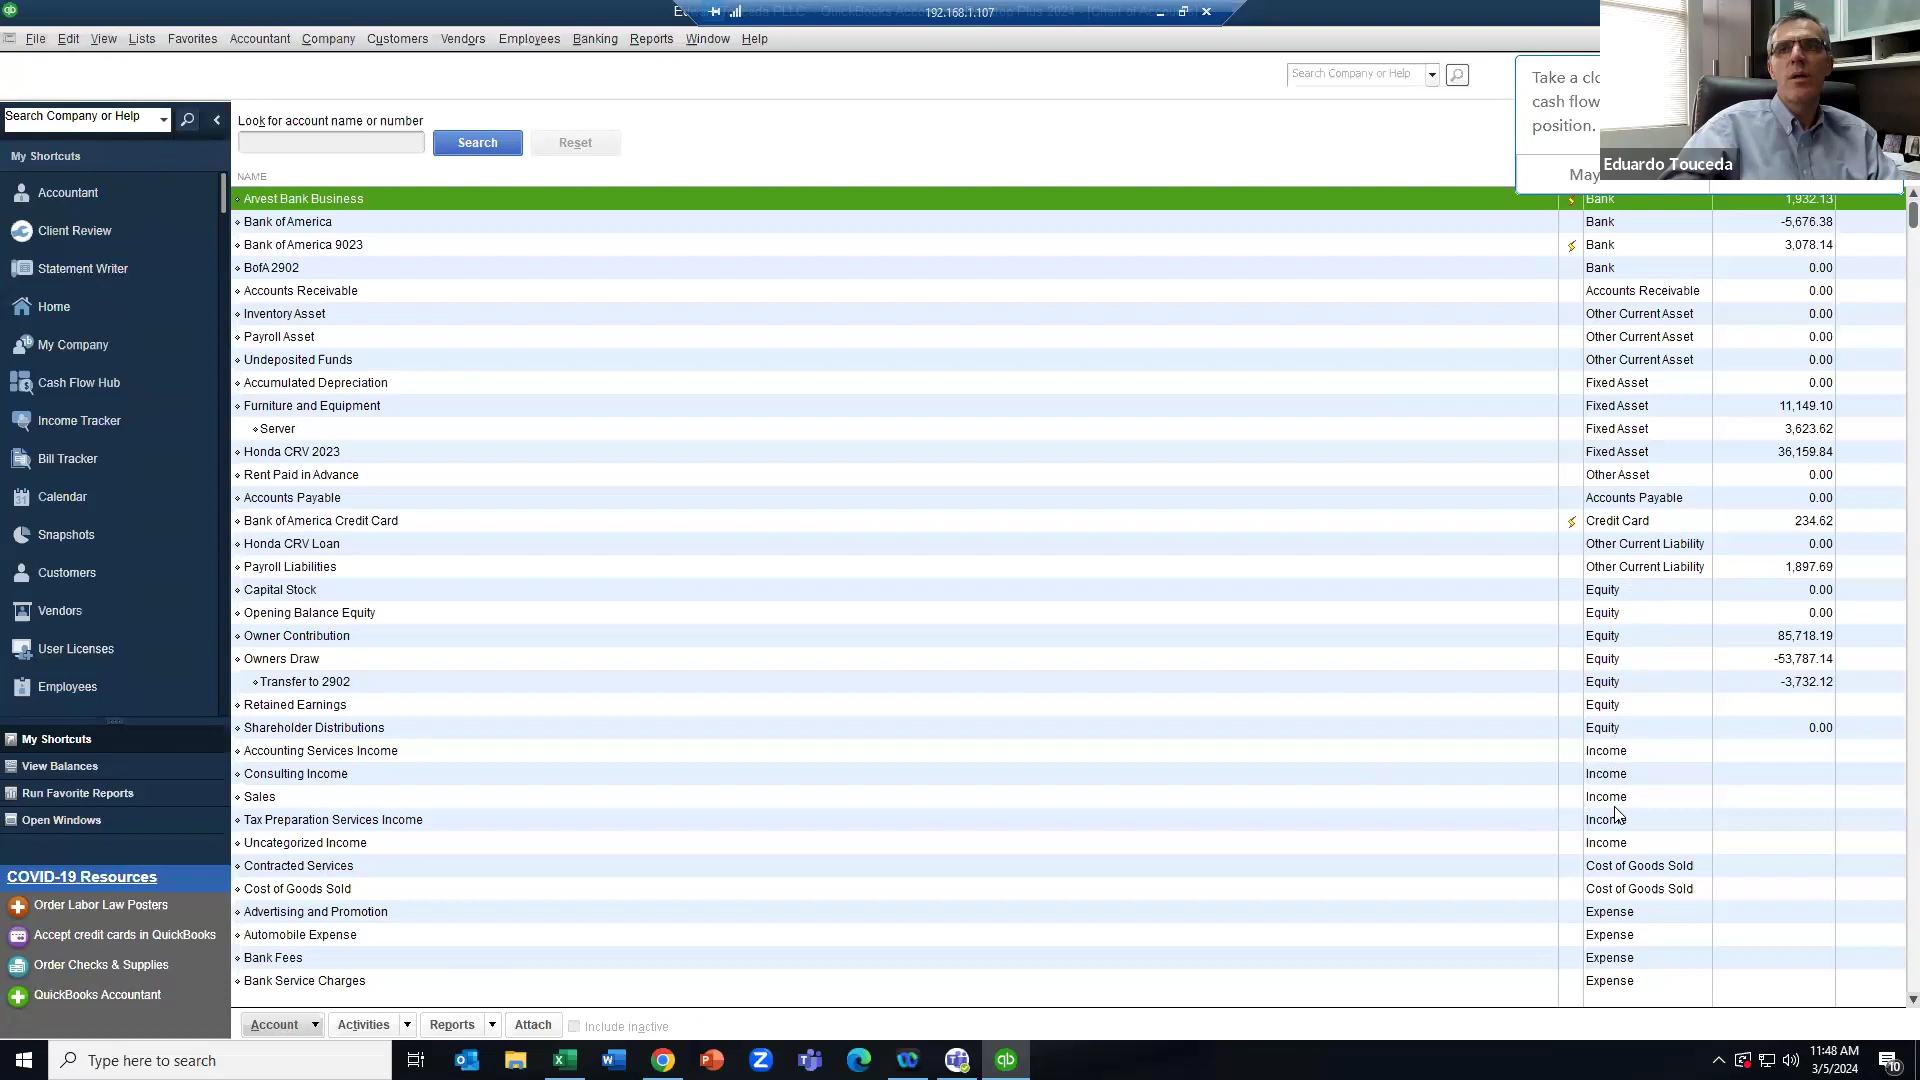 192.168.1.107
File Edit View Lists Favorites Accountant Company Customers Vendors Employees Banking Reports Window Help
Search Company or Help
Take a clo
cash flow
position.
May
Eduardo Touceda
Search Company or Help
Look for account name or number
Search Reset
My Shortcuts
NAME
Accountant
Client Review
Statement Writer
Home
My Company
Cash Flow Hub
Income Tracker
Bill Tracker
Calendar
31
Snapshots
Customers
Vendors
User Licenses
Employees
My Shortcuts
View Balances
Run Favorite Reports
Open Windows
COVID-19 Resources
Order Labor Law Posters
Accept credit cards in QuickBooks
Order Checks & Supplies
QuickBooks Accountant
Arvest Bank Business Bank 1,932.13
Bank of America Bank -5,676.38
Bank of America 9023 Bank 3,078.14
BofA 2902 Bank 0.00
Accounts Receivable Accounts Receivable 0.00
Inventory Asset Other Current Asset 0.00
Payroll Asset Other Current Asset 0.00
Undeposited Funds Other Current Asset 0.00
Accumulated Depreciation Fixed Asset 0.00
Furniture and Equipment Fixed Asset 11,149.10
Server Fixed Asset 3,623.62
Honda CRV 2023 Fixed Asset 36,159.84
Rent Paid in Advance Other Asset 0.00
Accounts Payable Accounts Payable 0.00
Bank of America Credit Card Credit Card 234.62
Honda CRV Loan Other Current Liability 0.00
Payroll Liabilities Other Current Liability 1,897.69
Capital Stock Equity 0.00
Opening Balance Equity Equity 0.00
Owner Contribution Equity 85,718.19
Owners Draw Equity -53,787.14
Transfer to 2902 Equity -3,732.12
Retained Earnings Equity
Shareholder Distributions Equity 0.00
Accounting Services Income Income
Consulting Income Income
Sales Income
Tax Preparation Services Income Income
Uncategorized Income Income
Contracted Services Cost of Goods Sold
Cost of Goods Sold Cost of Goods Sold
Advertising and Promotion Expense
Automobile Expense Expense
Bank Fees Expense
Bank Service Charges Expense
Account Activities Reports Attach Include inactive
Type here to search
11:48 AM
3/5/2024
10